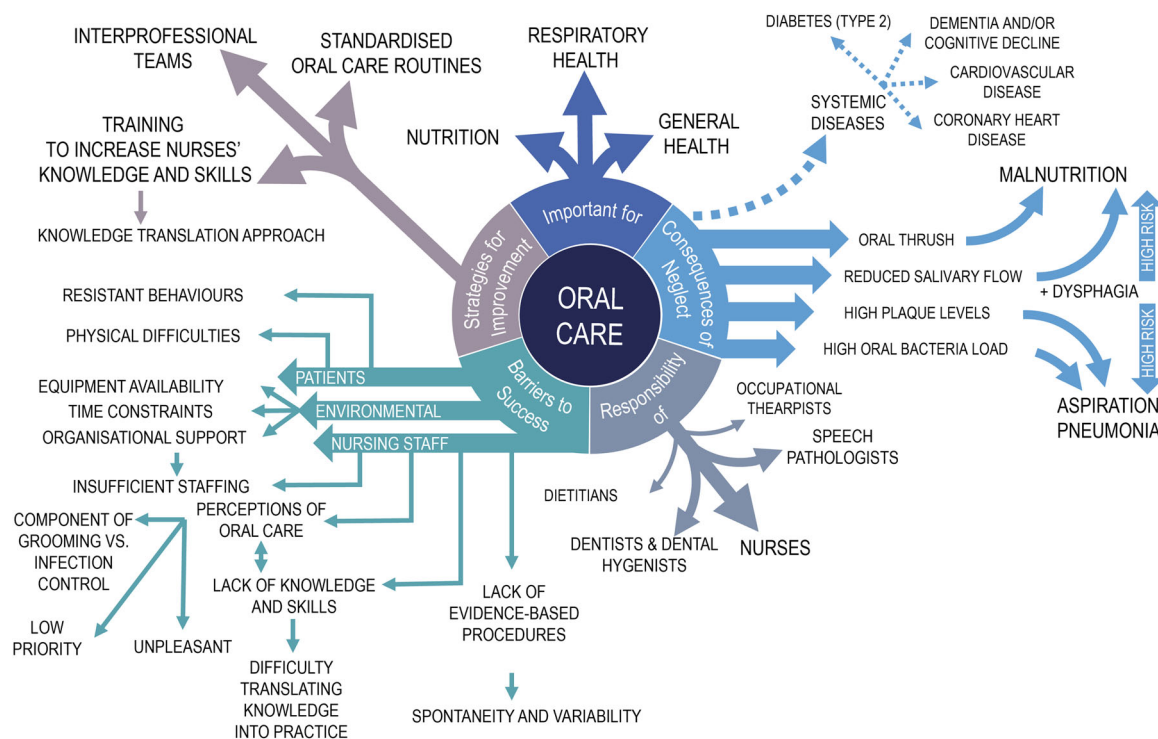 INTERPROFESSIONAL
TEAMS
STANDARDISED
ORAL CARE ROUTINES
TRAINING
TO INCREASE NURSES'
KNOWLEDGE AND SKILLS
KNOWLEDGE TRANSLATION APPROACH
NUTRITION
RESPIRATORY
HEALTH
GENERAL
HEALTH
SYSTEMIC
DISEASES
DIABETES (TYPE 2)
DEMENTIA AND/OR
COGNITIVE DECLINE
CARDIOVASCULAR
DISEASE
CORONARY HEART
DISEASE
MALNUTRITION
ORAL THRUSH
REDUCED SALIVARY FLOW
+ DYSPHAGIA
HIGH PLAQUE LEVELS
HIGH ORAL BACTERIA LOAD
HIGH RISK
HIGH RISK
ASPIRATION
PNEUMONIA
Strategies for
Improvement
Important for
Consequences of
Neglect
ORAL
CARE
Barriers to
Success
Responsibility
of
RESISTANT BEHAVIOURS
PHYSICAL DIFFICULTIES
PATIENTS
EQUIPMENT AVAILABILITY
TIME CONSTRAINTS
ORGANISATIONAL SUPPORT
ENVIRONMENTAL
NURSING STAFF
INSUFFICIENT STAFFING
PERCEPTIONS OF
ORAL CARE
COMPONENT OF
GROOMING VS.
INFECTION
CONTROL
LOW
PRIORITY
UNPLEASANT
LACK OF KNOWLEDGE
AND SKILLS
DIFFICULTY
TRANSLATING
KNOWLEDGE
INTO PRACTICE
LACK OF
EVIDENCE-BASED
PROCEDURES
SPONTANEITY AND VARIABILITY
OCCUPATIONAL
THEARPISTS
SPEECH
PATHOLOGISTS
DIETITIANS
DENTISTS & DENTAL
HYGENISTS
NURSES